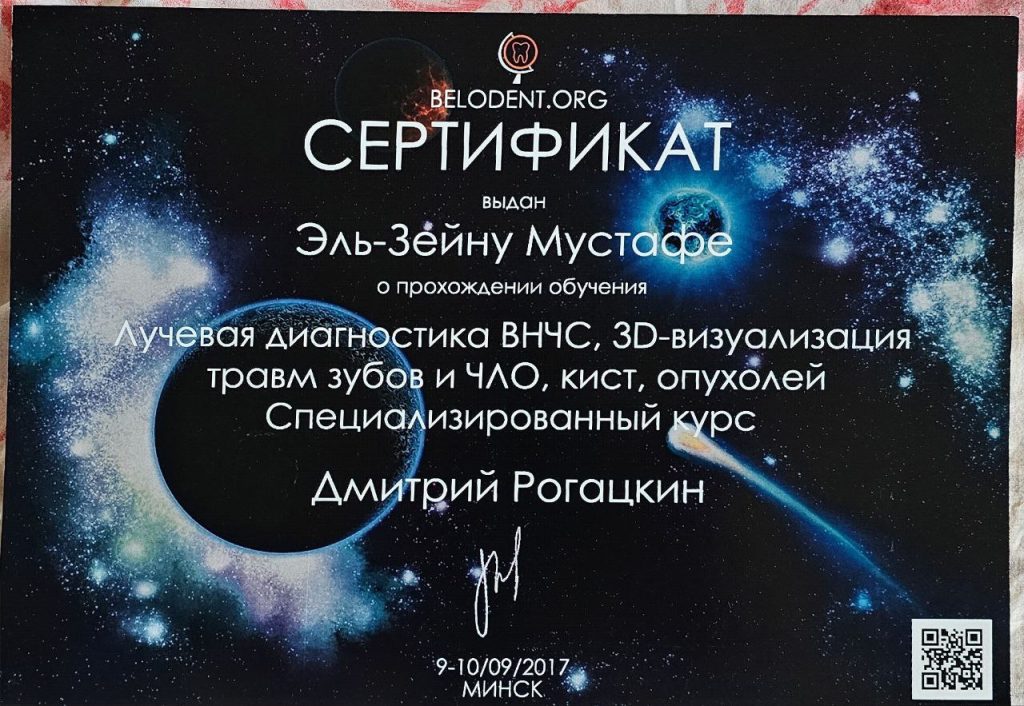 BELODENT.ORG
СЕРТИФИКАТ
выдан
Эль-Зейну Мустафе
о прохождении обучения
Лучевая диагностика ВНЧС, 3D-визуализация
травм зубов и ЧЛО, кист, опухолей
Специализированный курс
Дмитрий Рогацкин
9-10/09/2017
МИНСК